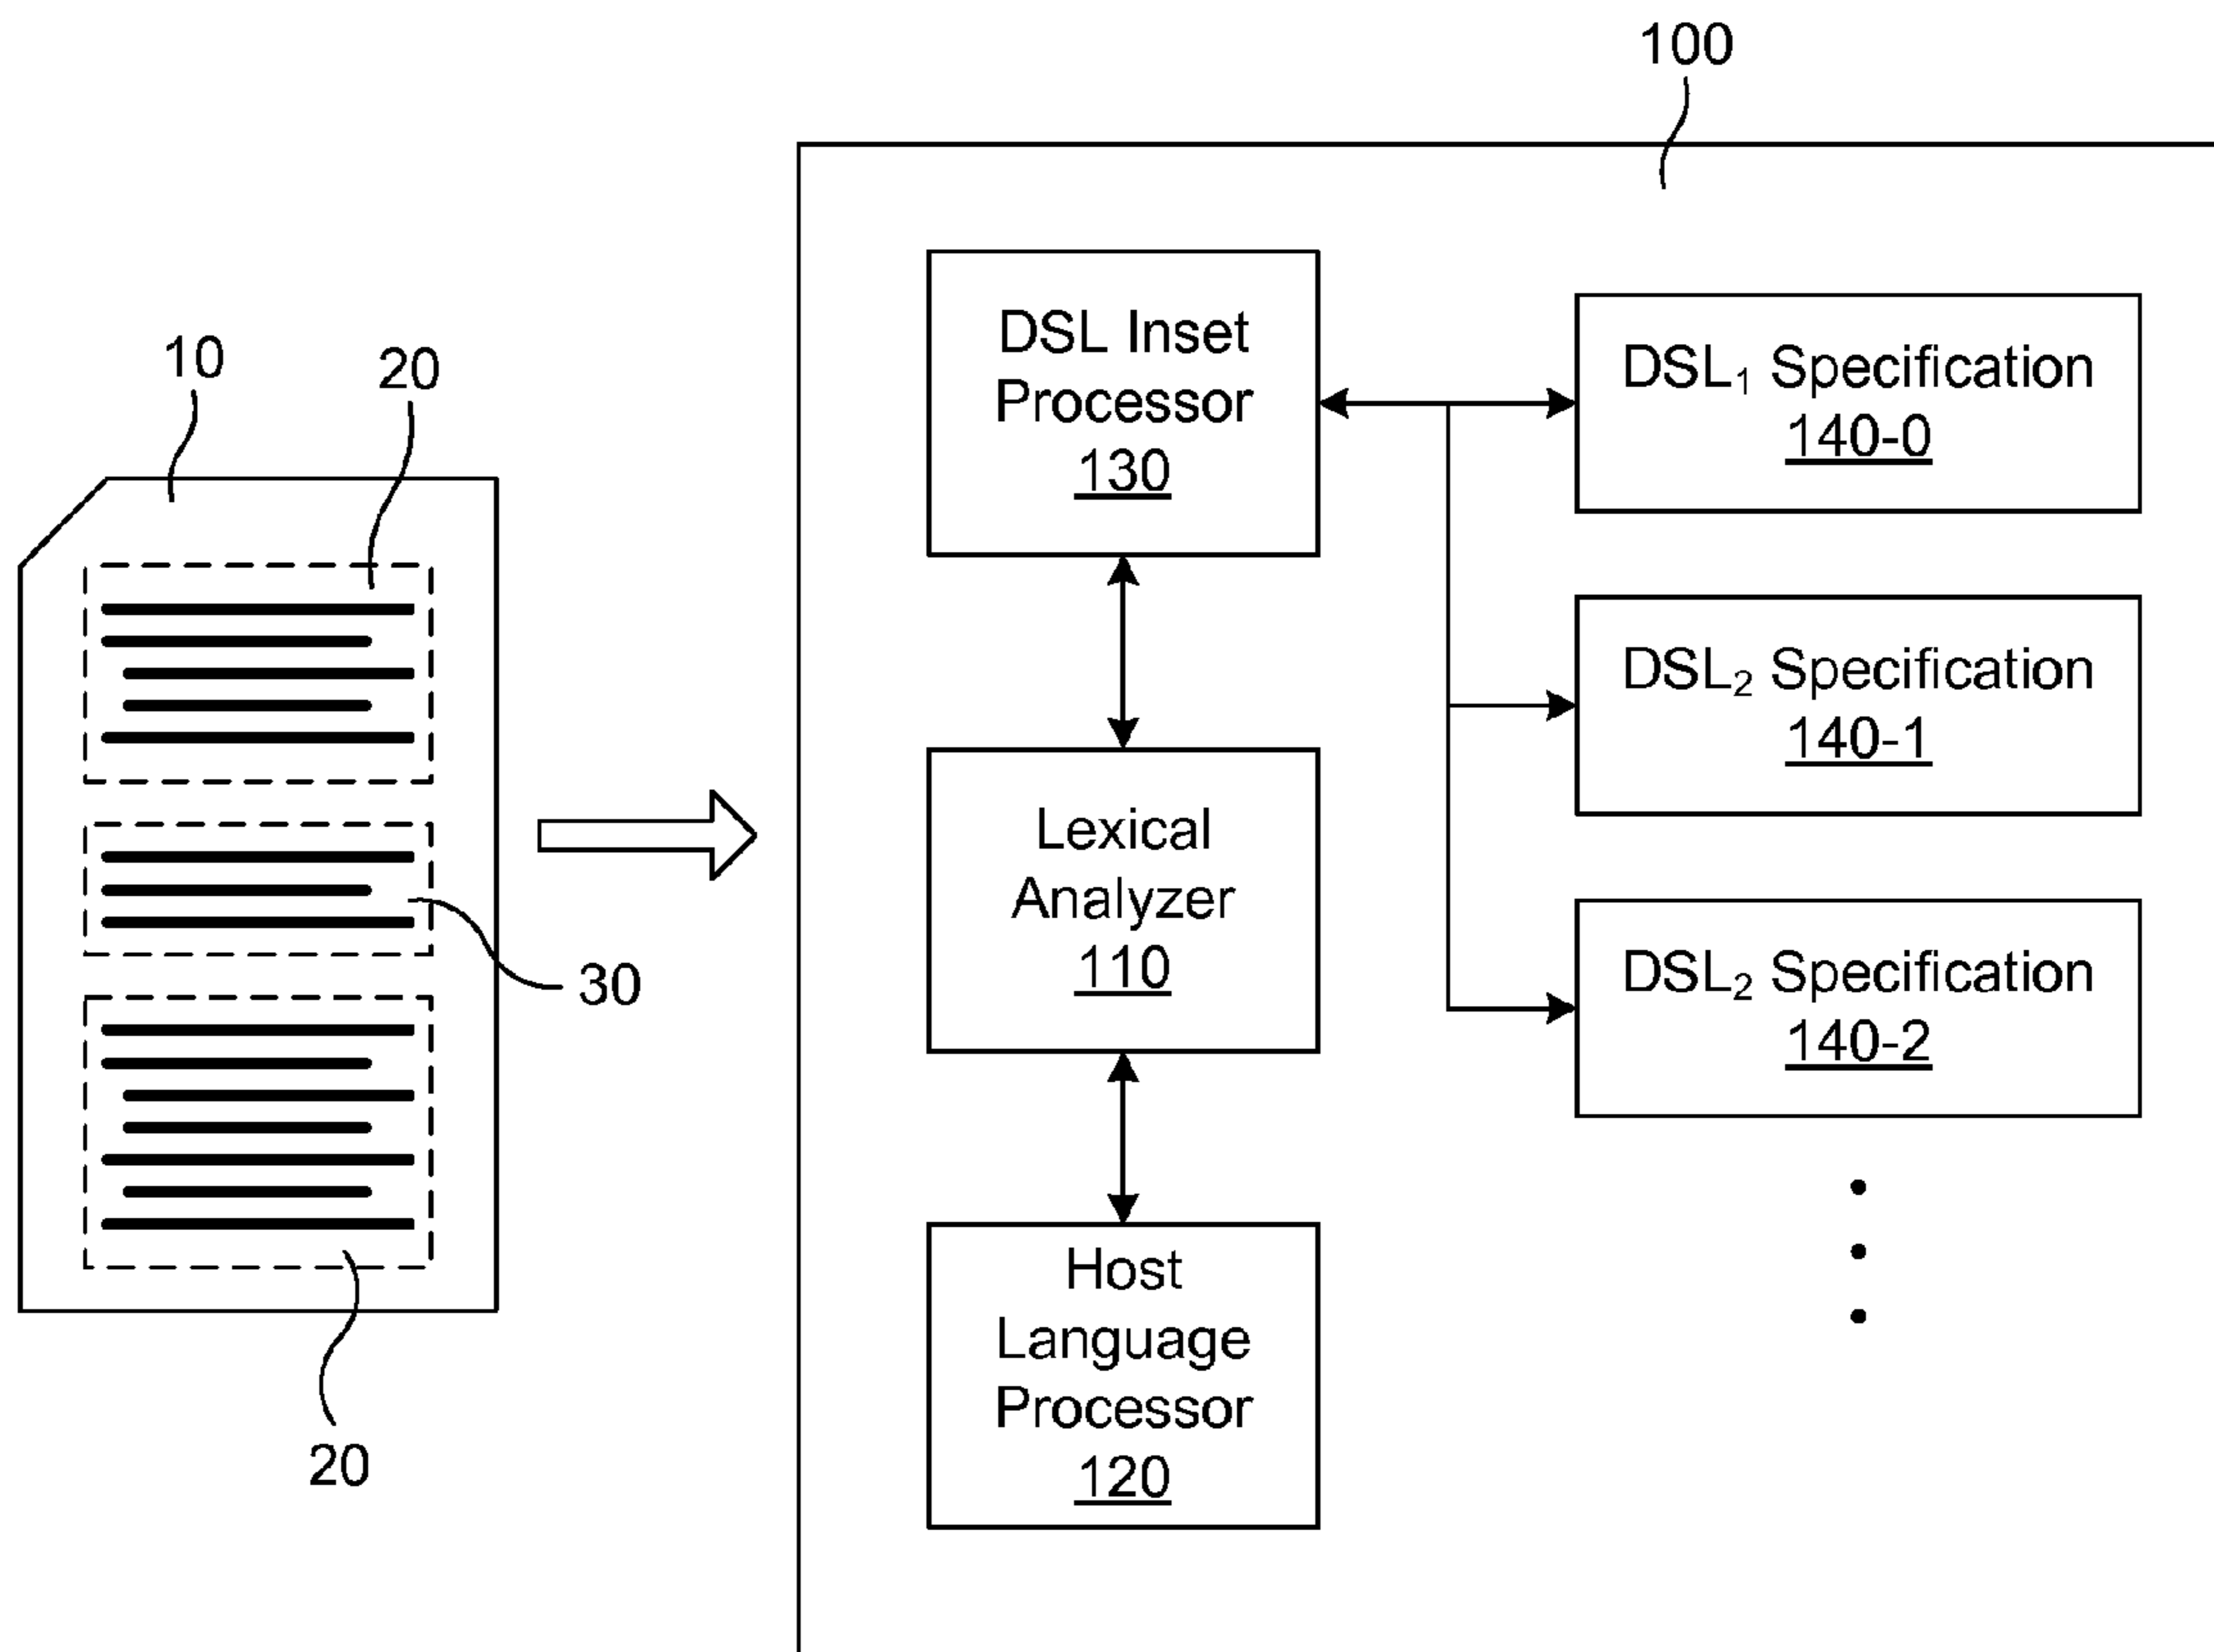 100
10
20
30
20
DSL Inset
Processor
130
DSL₁ Specification
140-0
DSL₂ Specification
140-1
Lexical
Analyzer
110
DSL₂ Specification
140-2
Host
Language
Processor
120